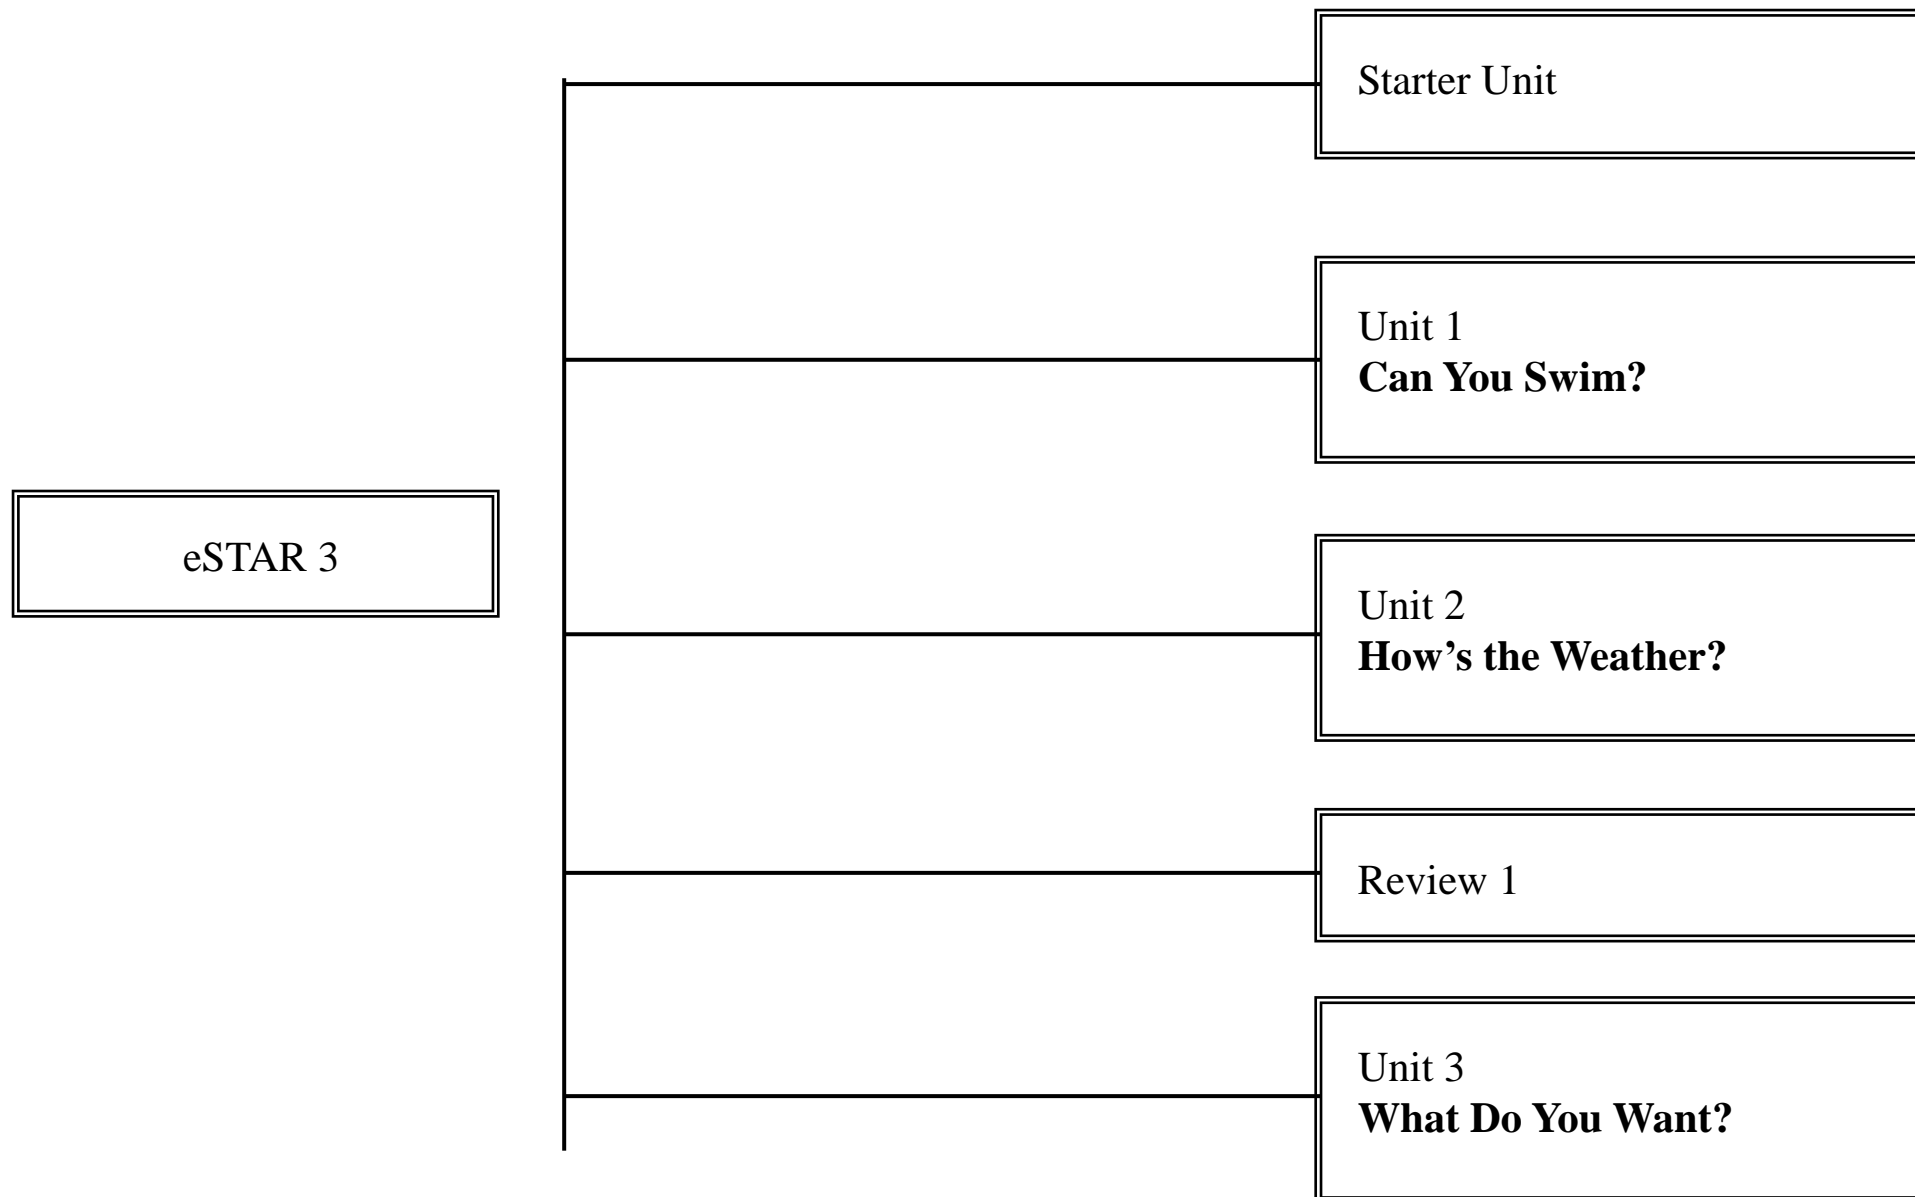 Starter Unit
Unit 1
Can You Swim?
eSTAR 3
Unit 2
How’s the Weather?
Review 1
Unit 3
What Do You Want?